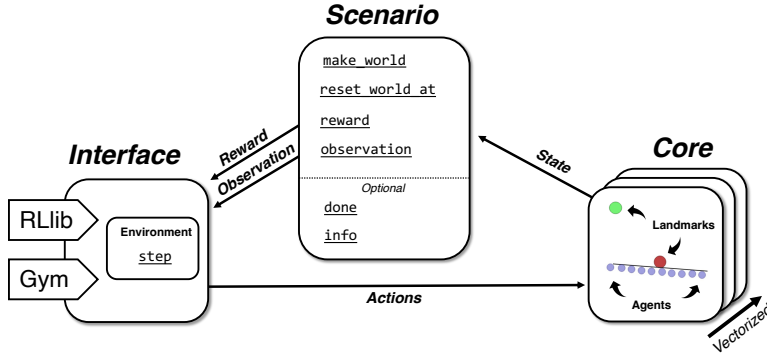 Scenario
make_world
reset_world_at
reward
observation
Optional
done
info
Reward
Observation
Interface
RLlib
Gym
Environment
step
State
Actions
Core
Landmarks
Agents
Vectorized